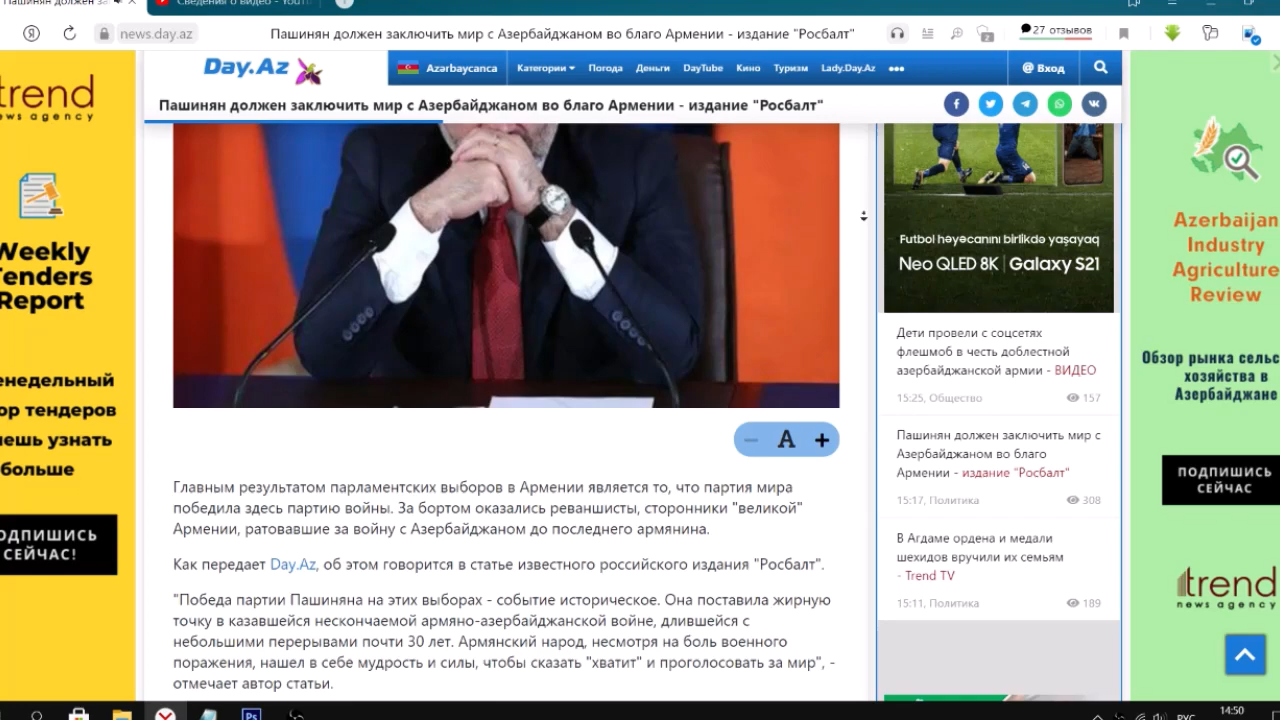 Пашинян должен за
Сведения о видео - YouTu
news.day.az
Пашинян должен заключить мир с Азербайджаном во благо Армении - издание "Росбалт"
2
27 отзывов
Day.Az
Azərbaycanca
Категории
Погода
Деньги
DayTube
Кино
Туризм
Lady.Day.Az
Вход
Пашинян должен заключить мир с Азербайджаном во благо Армении - издание "Росбалт"
trend
ews agency
Weekly
Tenders
Report
енедельный
ор тендеров
ешь узнать
больше
ОДПИШИСЬ
СЕЙЧАС!
A
Главным результатом парламентских выборов в Армении является то, что партия мира
победила здесь партию войны. За бортом оказались реваншисты, сторонники "великой"
Армении, ратовавшие за войну с Азербайджаном до последнего армянина.
Как передает Day.Az, об этом говорится в статье известного российского издания "Росбалт".
"Победа партии Пашиняна на этих выборах - событие историческое. Она поставила жирную
точку в казавшейся нескончаемой армяно-азербайджанской войне, длившейся с
небольшими перерывами почти 30 лет. Армянский народ, несмотря на боль военного
поражения, нашел в себе мудрость и силы, чтобы сказать "хватит" и проголосовать за мир", -
отмечает автор статьи.
Futbol həyəcanını birlikdə yaşayaq
Neo QLED 8K | Galaxy S21
Дети провели с соцсетях
флешмоб в честь доблестной
азербайджанской армии - ВИДЕО
15:25, Общество 157
Пашинян должен заключить мир с
Азербайджаном во благо
Армении - издание "Росбалт"
15:17, Политика 308
В Агдаме ордена и медали
шехидов вручили их семьям
- Trend TV
15:11, Политика 189
Azerbaijan
Industry
Agriculture
Review
Обзор рынка сельс
хозяйства в
Азербайджане
ПОДПИШИСЬ
СЕЙЧАС
trend
news agency
Ps
РУС
14:50